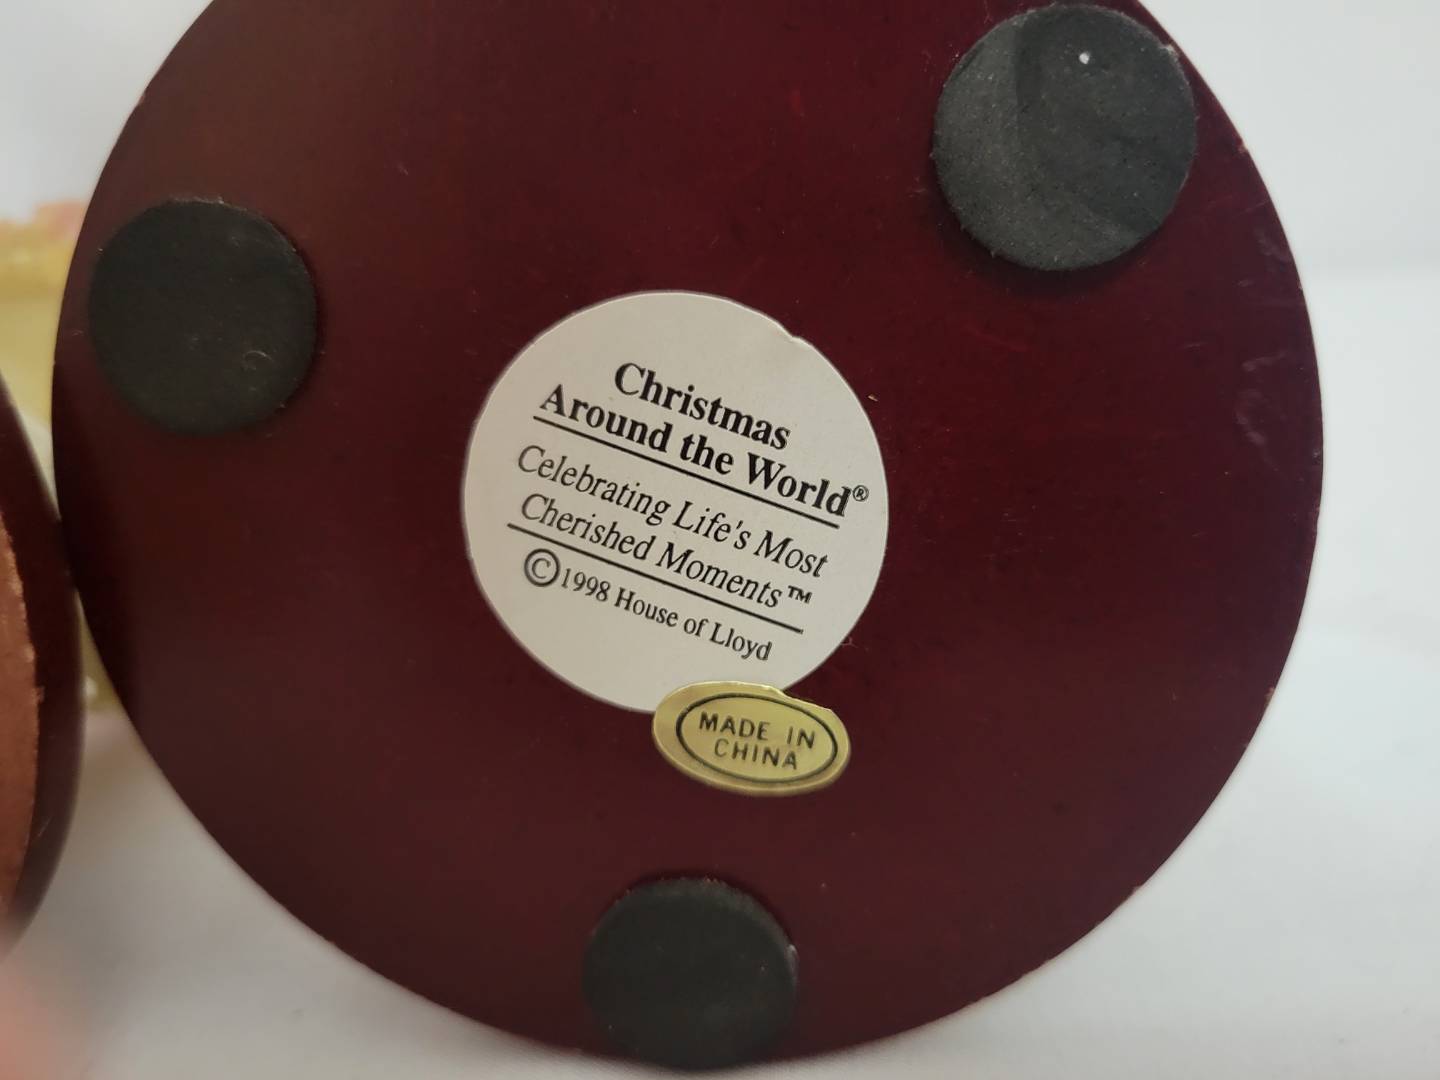 Christmas
Around the World®
Celebrating Life's Most
Cherished Moments™
©1998 House of Lloyd
MADE IN
CHINA